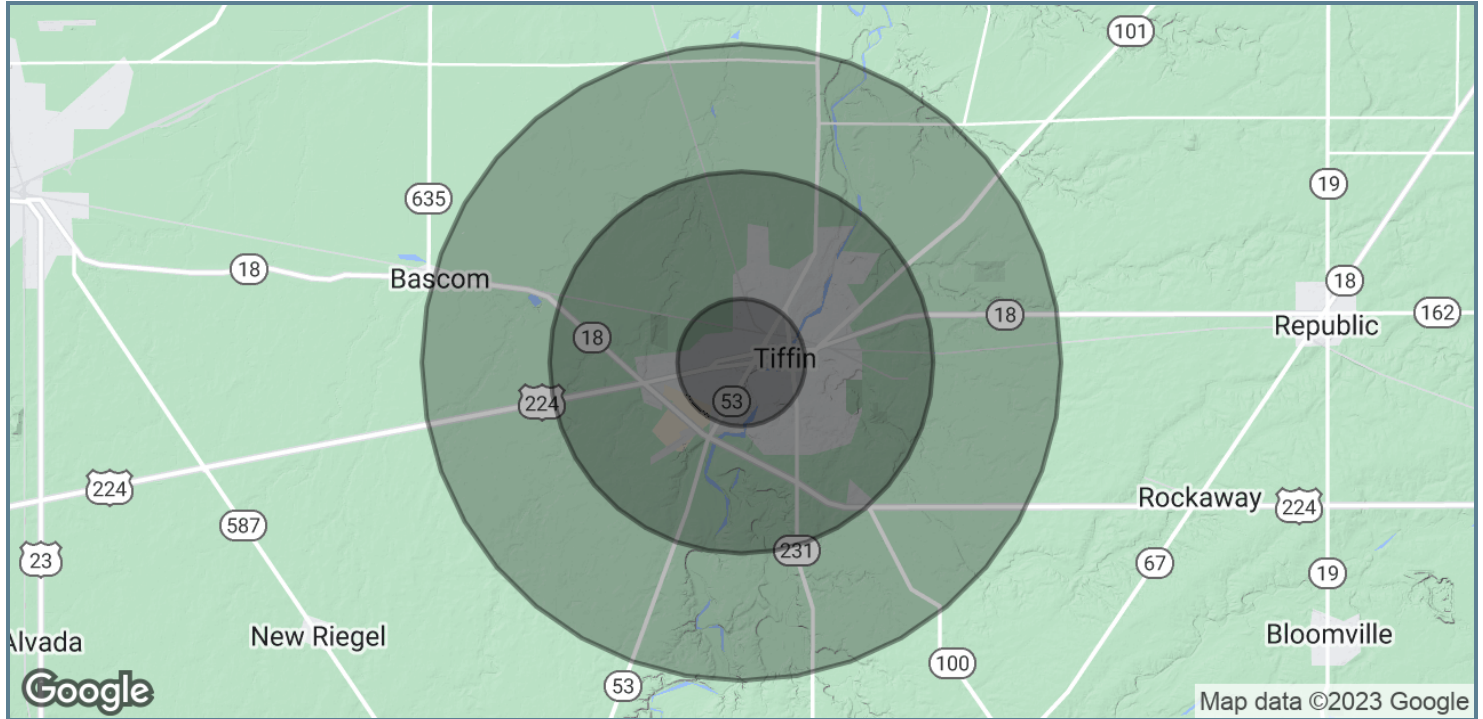 101
635
19
18
Bascom
18
18
162
Republic
18
Tiffin
53
224
224
Rockaway
224
587
231
23
67
19
Alvada
New Riegel
Bloomville
100
53
Google
Map data ©2023 Google